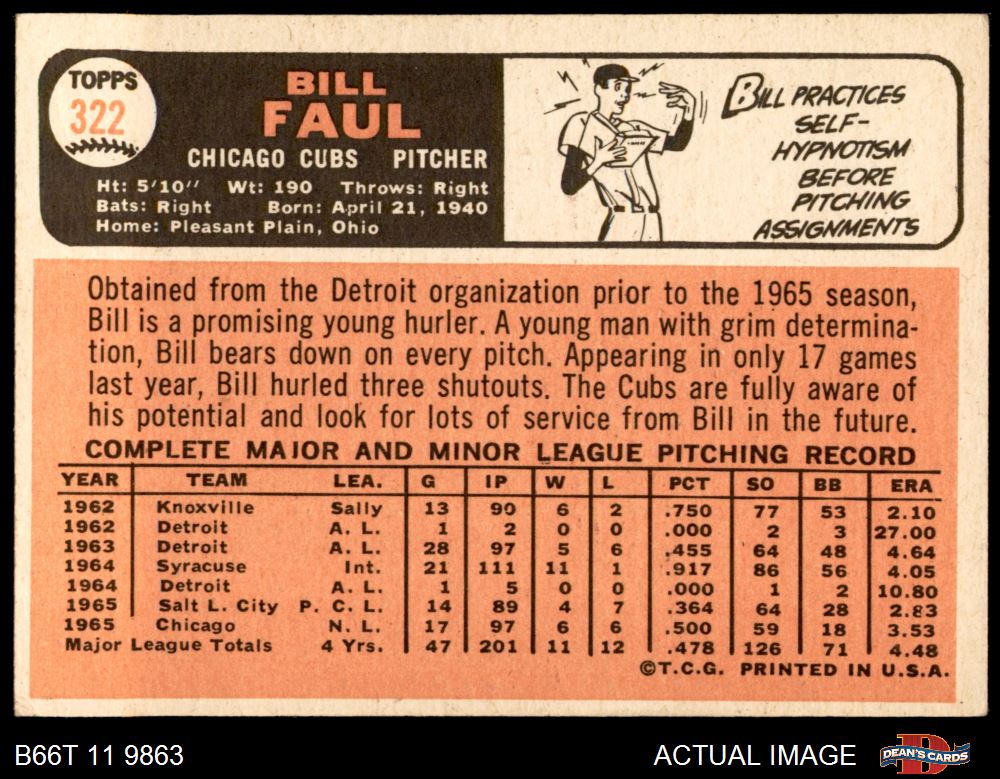 TOPPS
322
BILL
FAUL
CHICAGO CUBS PITCHER
Ht: 5'10" Wt: 190 Throws: Right
Bats: Right Born: April 21, 1940
Home: Pleasant Plain, Ohio
BILL PRACTICES
SELF-
HYPNOTISM
BEFORE
PITCHING
ASSIGNMENTS
Obtained from the Detroit organization prior to the 1965 season,
Bill is a promising young hurler. A young man with grim determina-
tion, Bill bears down on every pitch. Appearing in only 17 games
last year, Bill hurled three shutouts. The Cubs are fully aware of
his potential and look for lots of service from Bill in the future.
COMPLETE MAJOR AND MINOR LEAGUE PITCHING RECORD
YEAR TEAM LEA. G IP W L PCT SO BB ERA
1962 Knoxville Sally 13 90 6 2 .750 77 53 2.10
1962 Detroit A. L. 1 2 0 0 .000 2 3 27.00
1963 Detroit A. L. 28 97 5 6 .455 64 48 4.64
1964 Syracuse Int. 21 111 11 1 .917 86 56 4.05
1964 Detroit A. L. 1 5 0 0 .000 1 2 10.80
1965 Salt L. City P. C. L. 14 89 4 7 .364 64 28 2.83
1965 Chicago N. L. 17 97 6 6 .500 59 18 3.53
Major League Totals 4 Yrs. 47 201 11 12 .478 126 71 4.48
©T.C.G. PRINTED IN U.S.A.
B66T 11 9863
ACTUAL IMAGE
DEAN'S CARDS